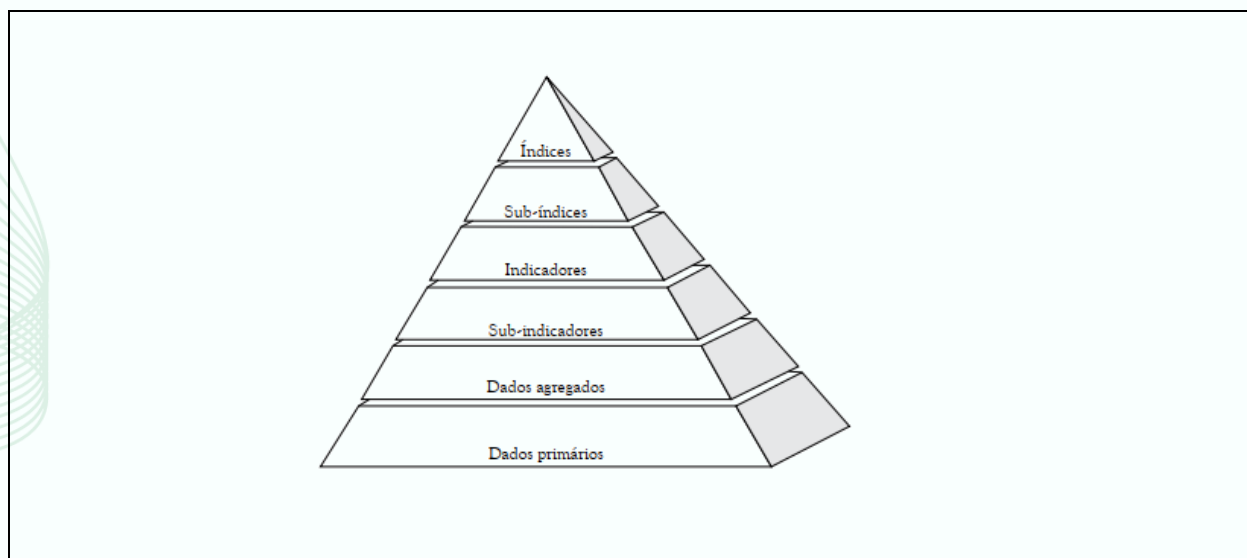 Índices
Sub-índices
Indicadores
Sub-indicadores
Dados agregados
Dados primários